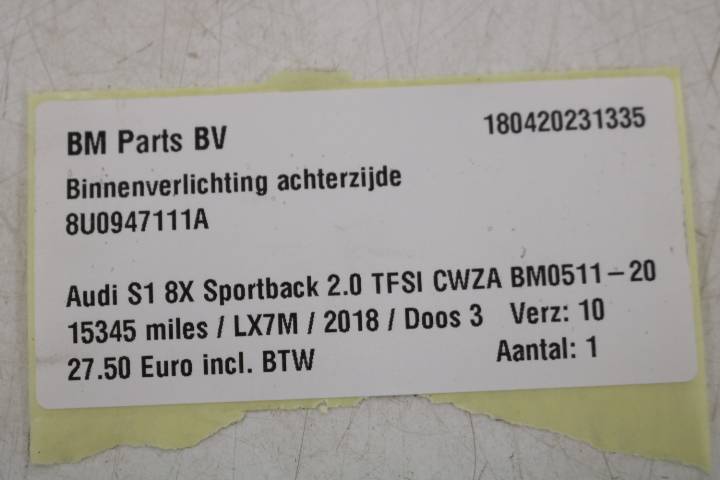 BM Parts BV 180420231335
Binnenverlichting achterzijde
8U0947111A
Audi S1 8X Sportback 2.0 TFSI CWZA BM0511-20
15345 miles / LX7M / 2018 / Doos 3 Verz: 10
27.50 Euro incl. BTW Aantal: 1